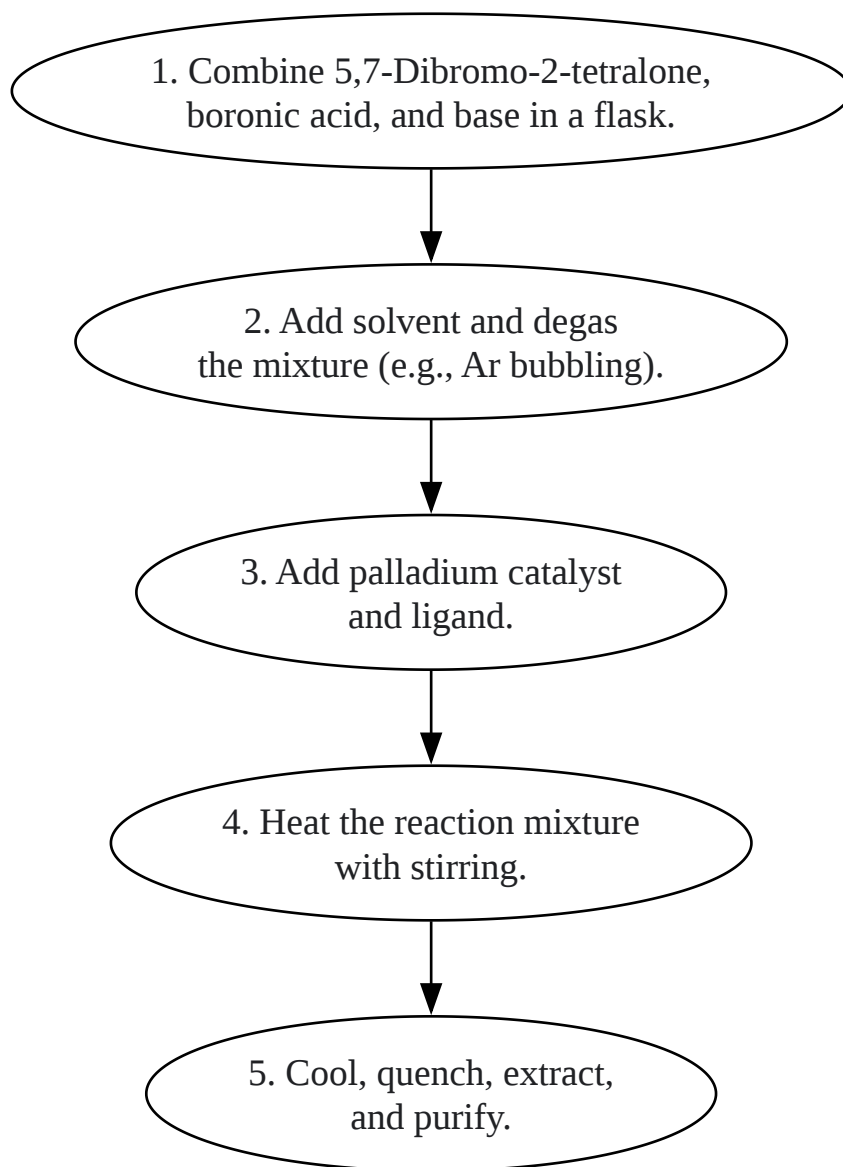 1. Combine 5,7-Dibromo-2-tetralone,
boronic acid, and base in a flask.
2. Add solvent and degas
the mixture (e.g., Ar bubbling).
3. Add palladium catalyst
and ligand.
4. Heat the reaction mixture
with stirring.
5. Cool, quench, extract,
and purify.